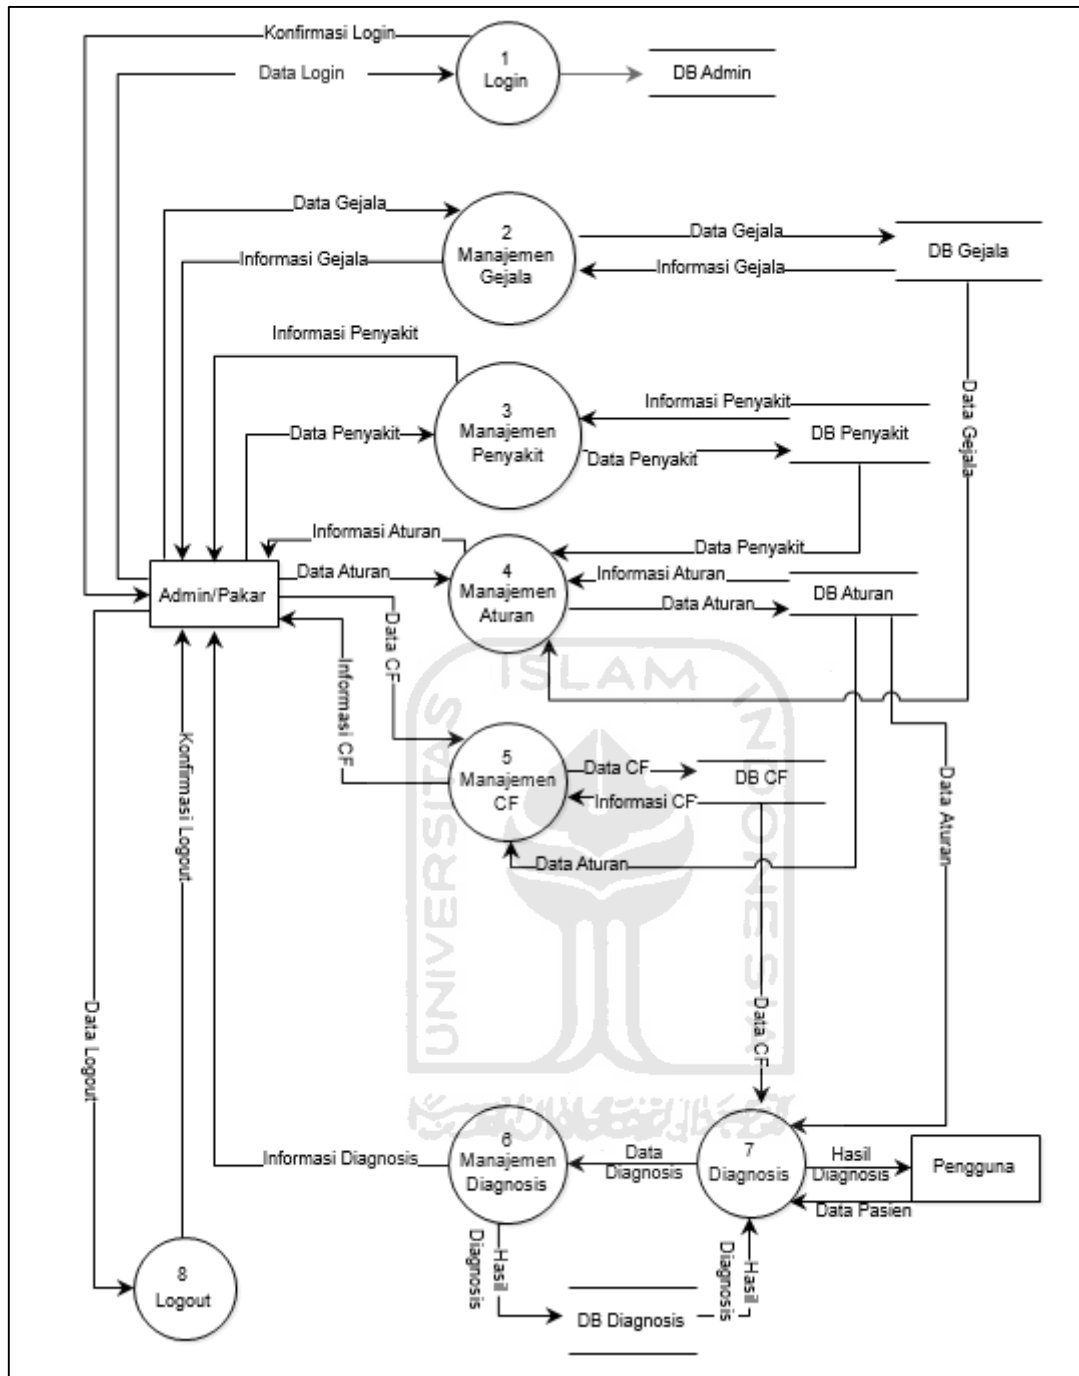 Konfirmasi Login
1
Login
Data Login
DB Admin
Data Gejala
2
Manajemen
Gejala
Data Gejala
DB Gejala
Informasi Gejala
Informasi Gejala
Informasi Penyakit
Data Gejala
3
Manajemen
Penyakit
Informasi Penyakit
Data Penyakit
DB Penyakit
Data Penyakit
Informasi Aturan
Data Penyakit
4
Manajemen
Aturan
Informasi Aturan
Admin/Pakar
Data Aturan
Data Aturan
DB Aturan
Data CF
Informasi CF
ISLAM
UNIVERSITAS
INDONESIA
Konfirmasi Logout
5
Manajemen
CF
Data CF
DB CF
Informasi CF
Data Aturan
Data Aturan
Data CF
Data Logout
6
Manajemen
Diagnosis
Informasi Diagnosis
Data
Diagnosis
7
Diagnosis
Hasil
Diagnosis
Pengguna
Data Pasien
Hasil
Diagnosis
Hasil
Diagnosis
DB Diagnosis
8
Logout